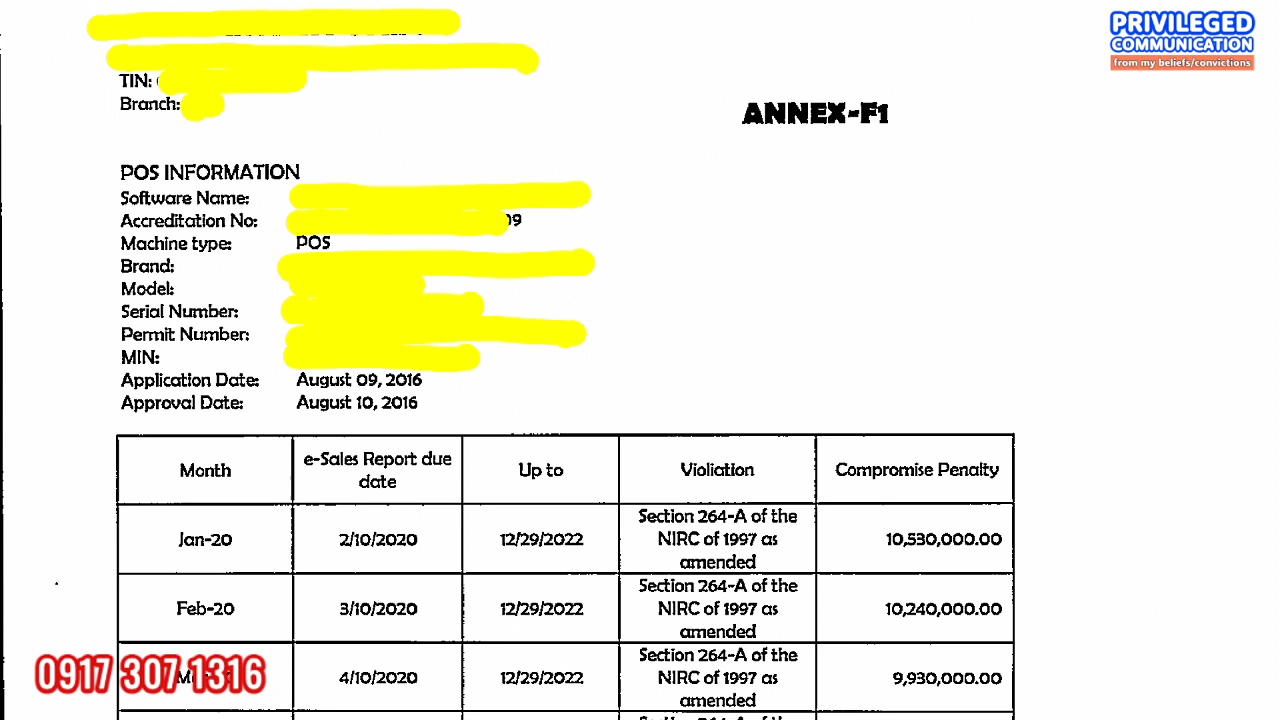 PRIVILEGED
COMMUNICATION
from my beliefs/convictions
TIN:
Branch:
ANNEX-F1
POS INFORMATION
Software Name:
Accreditation No: 09
Machine type: POS
Brand:
Model:
Serial Number:
Permit Number:
MIN:
Application Date: August 09, 2016
Approval Date: August 10, 2016
Month e-Sales Report due date Up to Violation Compromise Penalty
Jan-20 2/10/2020 12/29/2022 Section 264-A of the NIRC of 1997 as amended 10,530,000.00
Feb-20 3/10/2020 12/29/2022 Section 264-A of the NIRC of 1997 as amended 10,240,000.00
4/10/2020 12/29/2022 Section 264-A of the NIRC of 1997 as amended 9,930,000.00
0917 307 1316